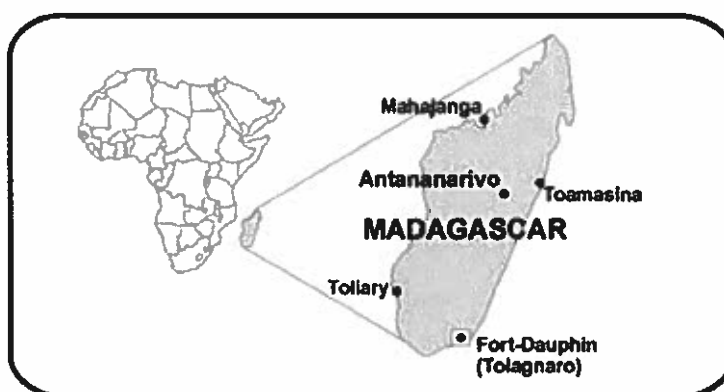 Mahajanga
Antananarivo
Toamasina
MADAGASCAR
Toliary
Fort-Dauphin
(Tolagnaro)